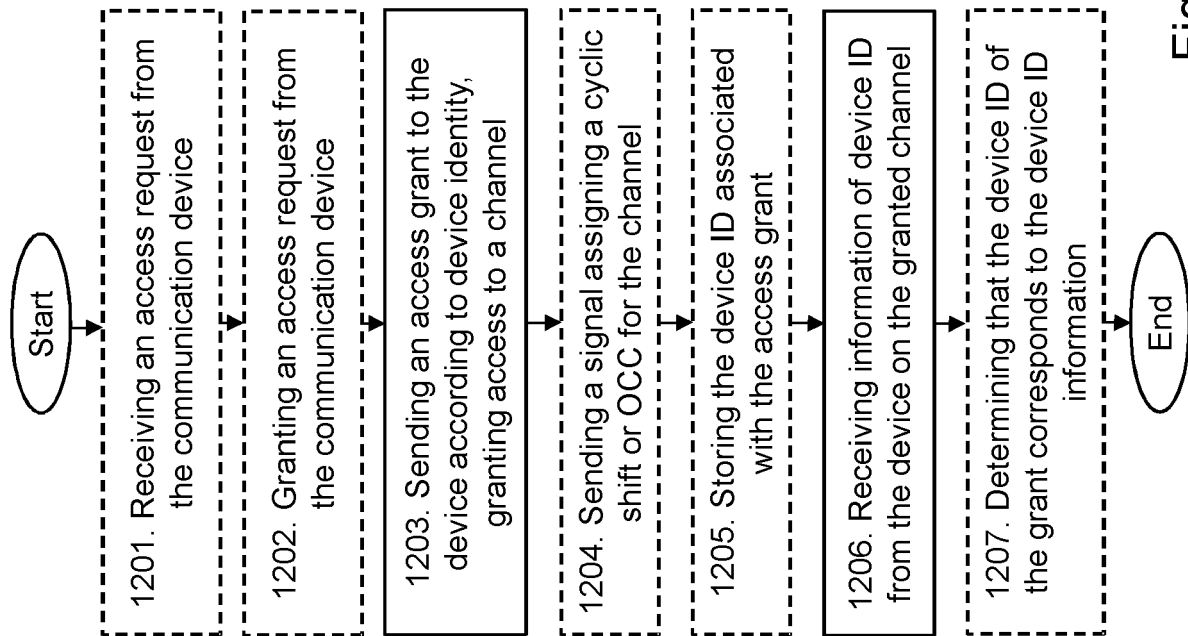 Start
1201. Receiving an access request from
the communication device
1202. Granting an access request from
the communication device
1203. Sending an access grant to the
device according to device identity,
granting access to a channel
1204. Sending a signal assigning a cyclic
shift or OCC for the channel
1205. Storing the device ID associated
with the access grant
1206. Receiving information of device ID
from the device on the granted channel
1207. Determining that the device ID of
the grant corresponds to the device ID
information
End